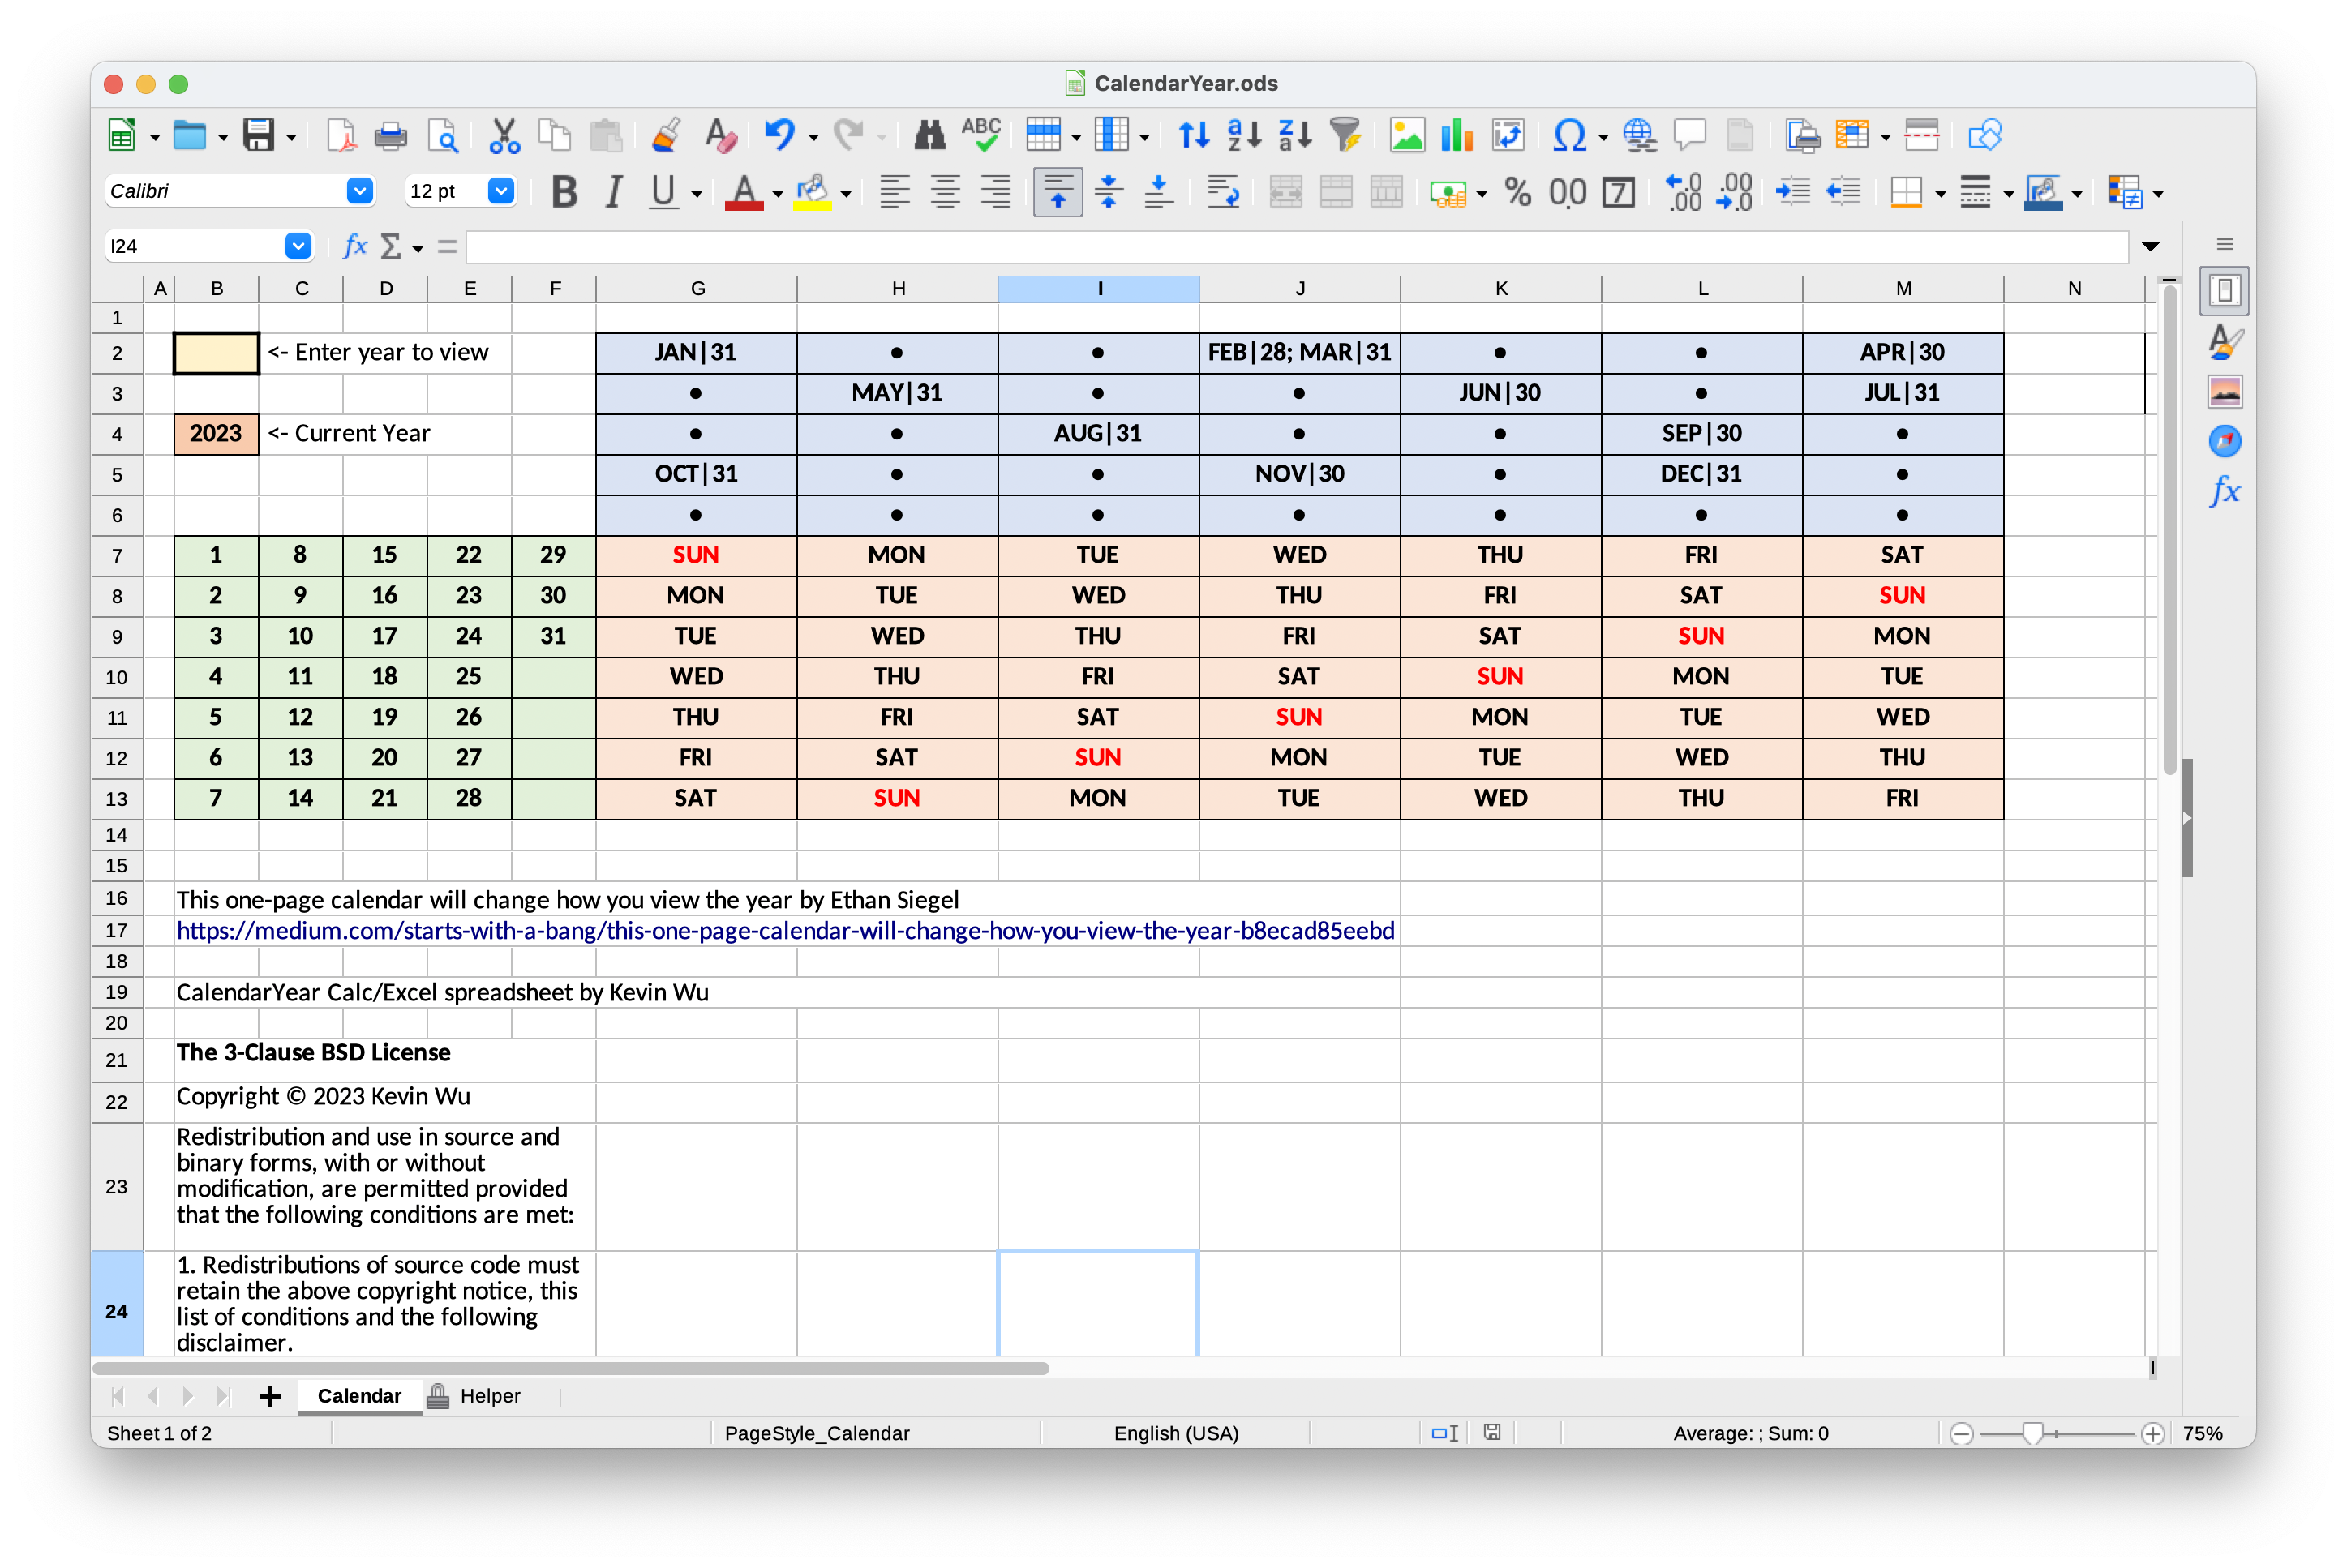 CalendarYear.ods
ABC
Calibri 12 pt B I U A % 0.0 7 .0 .00 .00 .0
I24 fx Σ =
A B C D E F G H I J K L M N
1
2 <- Enter year to view JAN|31 ● ● FEB|28; MAR|31 ● ● APR|30
3 ● MAY|31 ● ● JUN|30 ● JUL|31
4 2023 <- Current Year ● ● AUG|31 ● ● SEP|30 ●
5 OCT|31 ● ● NOV|30 ● DEC|31 ●
6 ● ● ● ● ● ● ●
7 1 8 15 22 29 SUN MON TUE WED THU FRI SAT
8 2 9 16 23 30 MON TUE WED THU FRI SAT SUN
9 3 10 17 24 31 TUE WED THU FRI SAT SUN MON
10 4 11 18 25 WED THU FRI SAT SUN MON TUE
11 5 12 19 26 THU FRI SAT SUN MON TUE WED
12 6 13 20 27 FRI SAT SUN MON TUE WED THU
13 7 14 21 28 SAT SUN MON TUE WED THU FRI
14
15
16 This one-page calendar will change how you view the year by Ethan Siegel
17 https://medium.com/starts-with-a-bang/this-one-page-calendar-will-change-how-you-view-the-year-b8ecad85eebd
18
19 CalendarYear Calc/Excel spreadsheet by Kevin Wu
20
21 The 3-Clause BSD License
22 Copyright © 2023 Kevin Wu
23 Redistribution and use in source and
binary forms, with or without
modification, are permitted provided
that the following conditions are met:
24 1. Redistributions of source code must
retain the above copyright notice, this
list of conditions and the following
disclaimer.
Calendar Helper
Sheet 1 of 2 PageStyle_Calendar English (USA) Average: ; Sum: 0 75%